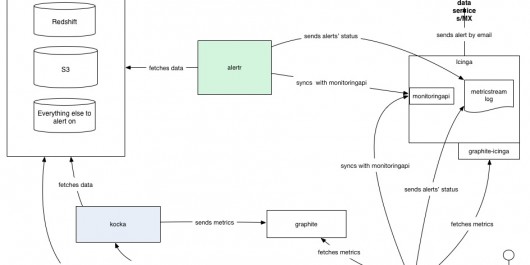 data
service
s/MX
Redshift
sends alerts' status
sends alert by email
Icinga
S3
fetches data
alertr
syncs with monitoringapi
monitoringapi
metricstream
log
Everything else to
alert on
graphite-icinga
syncs with monitoringapi
fetches data
sends alerts' status
kocka
sends metrics
graphite
fetches metrics
fetches metrics